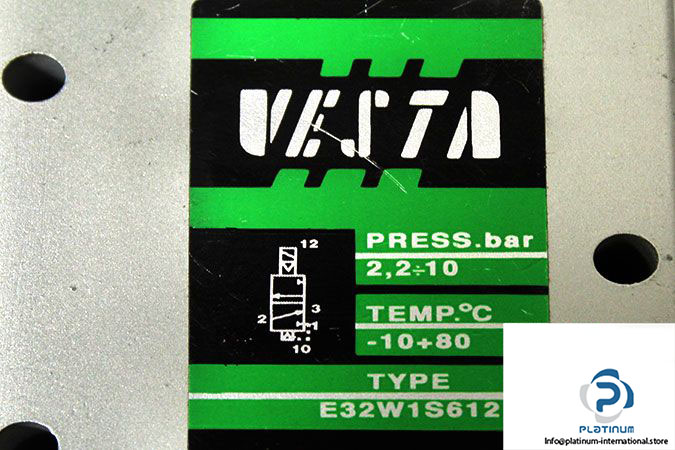 VESTA
12
3
2
1
10
PRESS.bar
2,2÷10
TEMP.ºC
-10+80
TYPE
E32W1S612
PLATINUM
Info@platinum-international.store